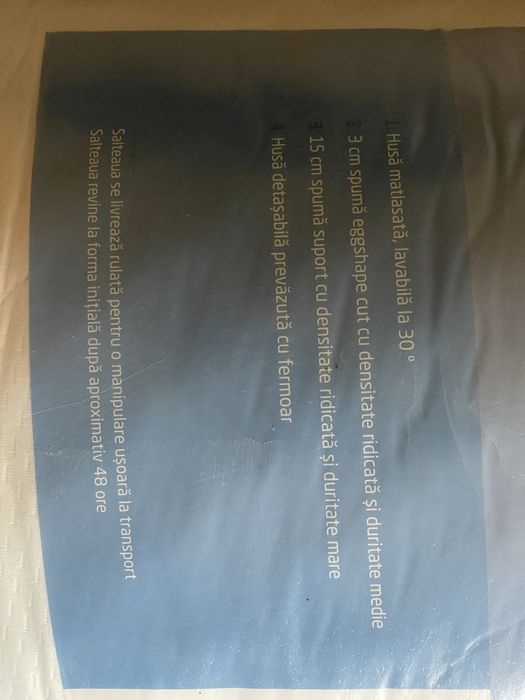 1 Husă matlasată, lavabilă la 30°
2 3 cm spumă eggshape cut cu densitate ridicată și duritate medie
3 15 cm spumă suport cu densitate ridicată și duritate mare
4 Husă detașabilă prevăzută cu fermoar
Salteaua se livrează rulată pentru o manipulare ușoară la transport
Salteaua revine la forma inițială după aproximativ 48 ore